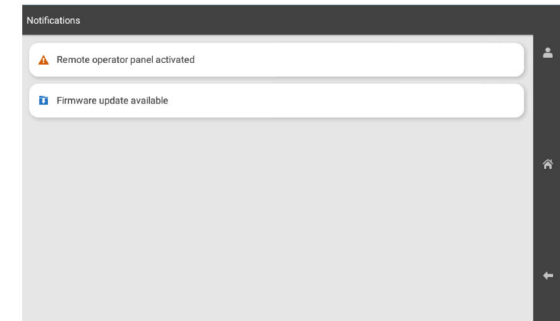 Notifications
Remote operator panel activated
Firmware update available